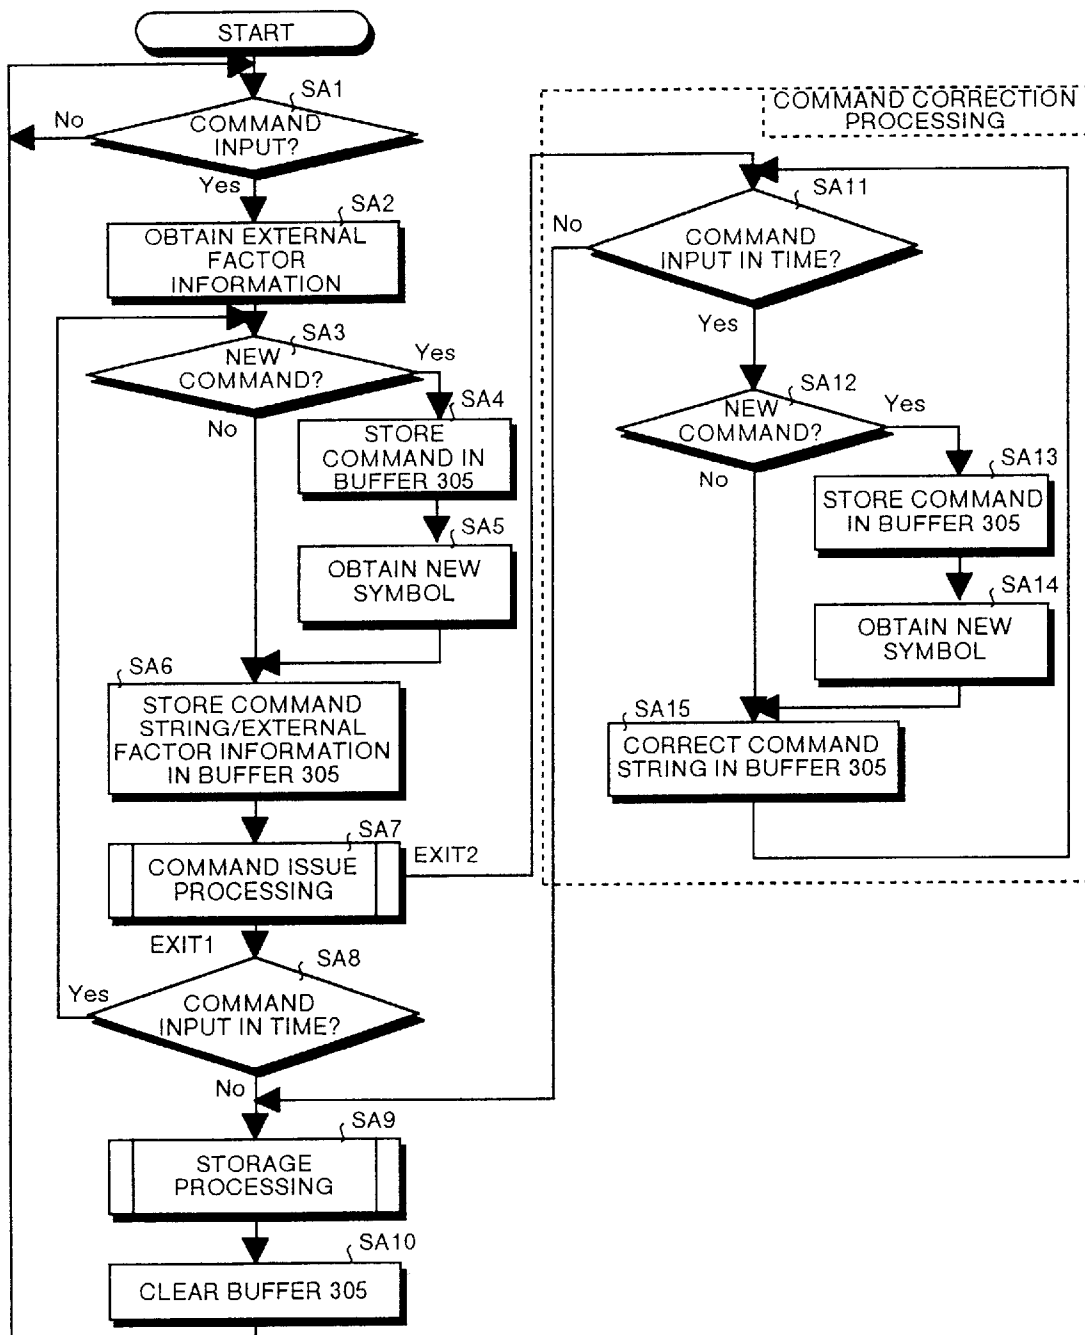 START
SA1
COMMAND
INPUT?
No
Yes
SA2
OBTAIN EXTERNAL
FACTOR
INFORMATION
SA3
NEW
COMMAND?
Yes
No
SA4
STORE
COMMAND IN
BUFFER 305
SA5
OBTAIN NEW
SYMBOL
SA6
STORE COMMAND
STRING/EXTERNAL
FACTOR INFORMATION
IN BUFFER 305
SA7
COMMAND ISSUE
PROCESSING
EXIT2
EXIT1
SA8
Yes
COMMAND
INPUT IN TIME?
No
SA9
STORAGE
PROCESSING
SA10
CLEAR BUFFER 305
COMMAND CORRECTION
PROCESSING
SA11
No
COMMAND
INPUT IN TIME?
Yes
SA12
NEW
COMMAND?
Yes
No
SA13
STORE COMMAND
IN BUFFER 305
SA14
OBTAIN NEW
SYMBOL
SA15
CORRECT COMMAND
STRING IN BUFFER 305